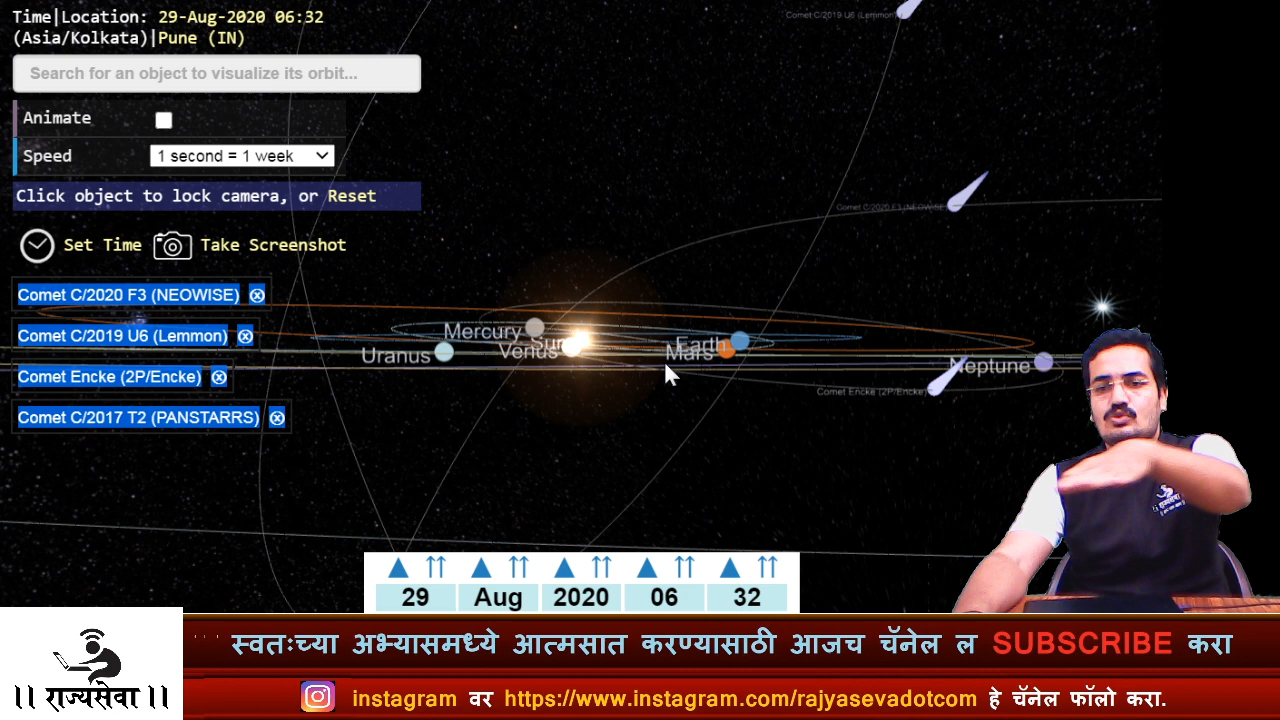 Time|Location: 29-Aug-2020 06:32
(Asia/Kolkata)|Pune (IN)
Search for an object to visualize its orbit...
Animate
Speed 1 second = 1 week
Click object to lock camera, or Reset
Set Time Take Screenshot
Comet C/2020 F3 (NEOWISE)
Comet C/2019 U6 (Lemmon)
Comet Encke (2P/Encke)
Comet C/2017 T2 (PANSTARRS)
Comet C/2019 U6 (Lemmon)
Comet C/2020 F3 (NEOWISE)
Mercury
Sun
Venus
Uranus
Earth
Mars
Neptune
Comet Encke (2P/Encke)
29 Aug 2020 06 32
राज्यसेवा
स्वतःच्या अभ्यासमध्ये आत्मसात करण्यासाठी आजच चॅनेल ल SUBSCRIBE करा
|| राज्यसेवा ||
instagram वर https://www.instagram.com/rajyasevadotcom हे चॅनेल फॉलो करा.